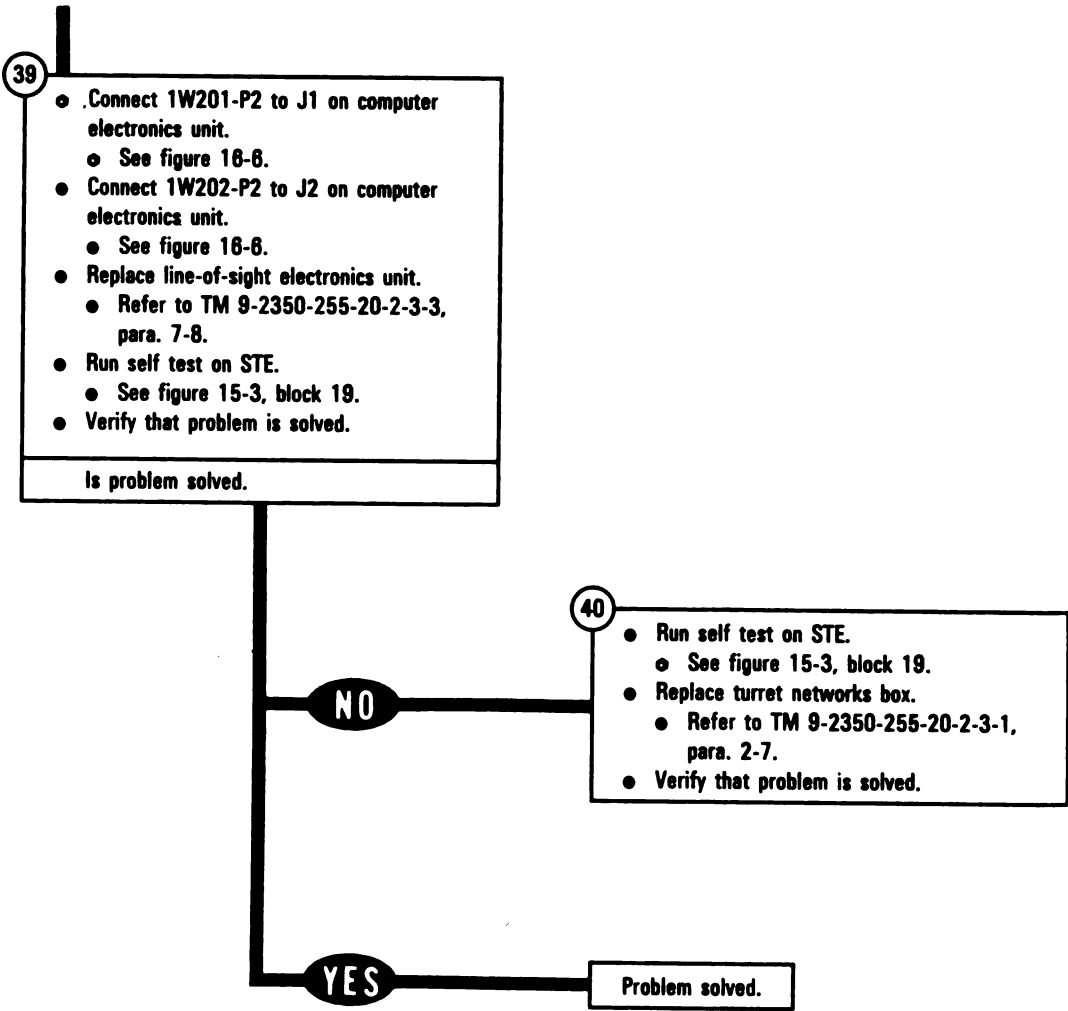 39
● .Connect 1W201-P2 to J1 on computer
electronics unit.
● See figure 16-6.
● Connect 1W202-P2 to J2 on computer
electronics unit.
● See figure 16-6.
● Replace line-of-sight electronics unit.
● Refer to TM 9-2350-255-20-2-3-3,
para. 7-8.
● Run self test on STE.
● See figure 15-3, block 19.
● Verify that problem is solved.
Is problem solved.
40
● Run self test on STE.
● See figure 15-3, block 19.
● Replace turret networks box.
● Refer to TM 9-2350-255-20-2-3-1,
para. 2-7.
● Verify that problem is solved.
NO
YES
Problem solved.